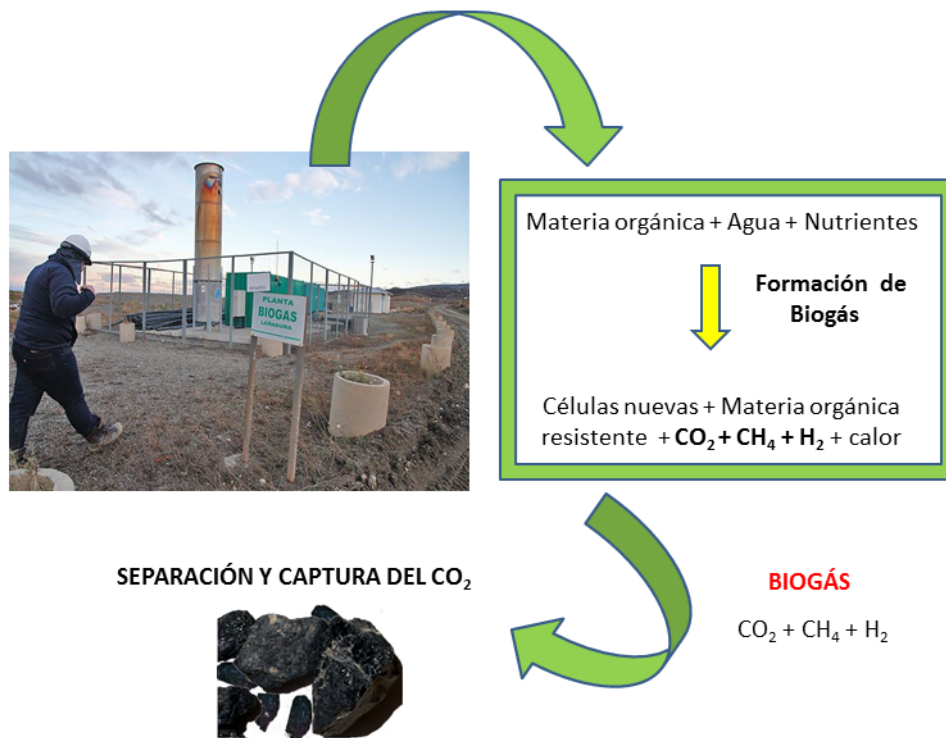 Materia orgánica + Agua + Nutrientes
Formación de
Biogás
Células nuevas + Materia orgánica
resistente + CO₂ + CH₄ + H₂ + calor
PLANTA
BIOGAS
SEPARACIÓN Y CAPTURA DEL CO₂
BIOGÁS
CO₂ + CH₄ + H₂